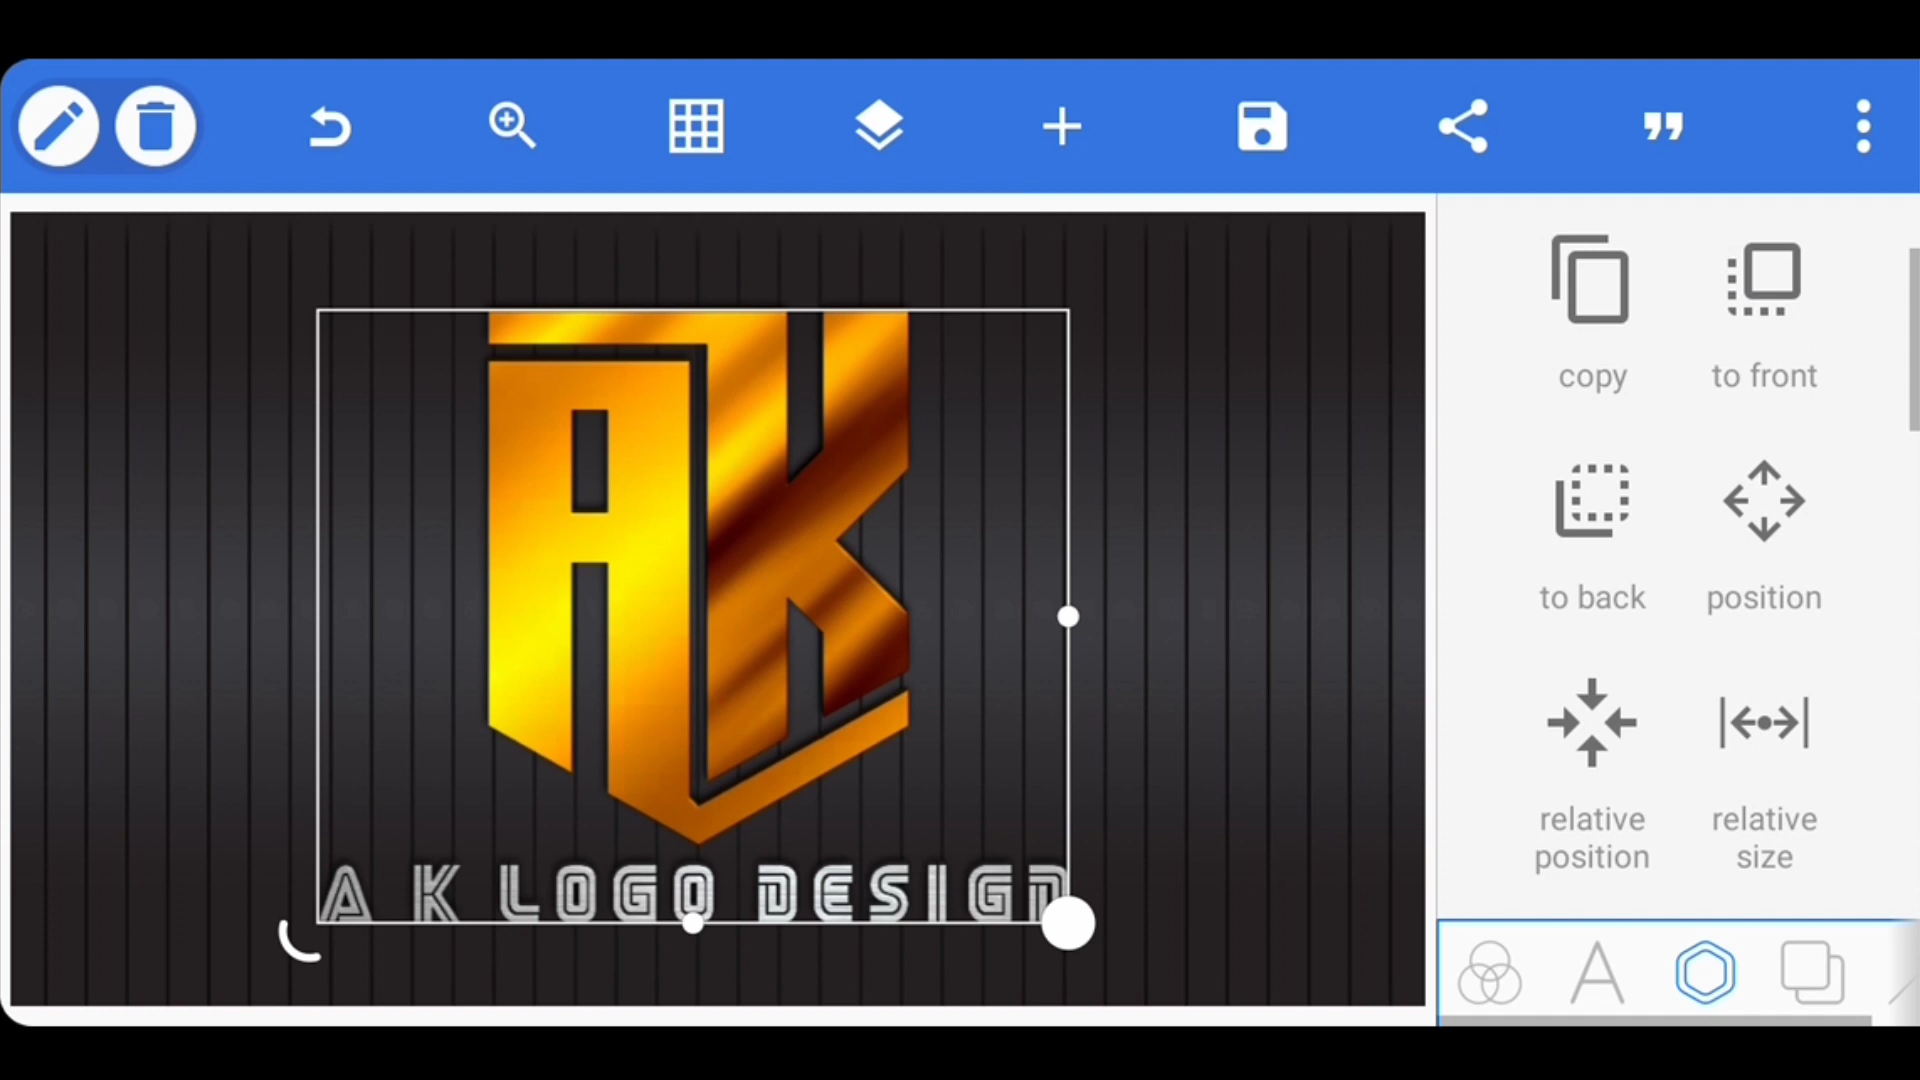 copy
to front
to back
position
relative position
relative size
AK
A K LOGO DESIGN